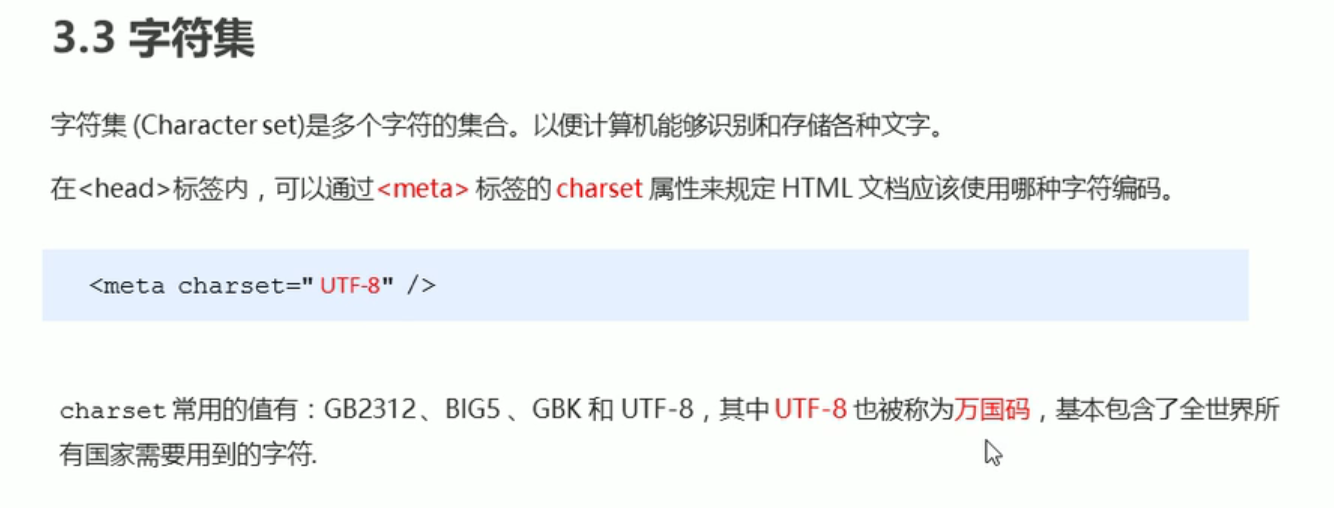 3.3 字符集
字符集 (Character set)是多个字符的集合。以便计算机能够识别和存储各种文字。
在<head>标签内，可以通过<meta> 标签的 charset 属性来规定 HTML 文档应该使用哪种字符编码。
<meta charset=" UTF-8" />
charset 常用的值有：GB2312、BIG5 、GBK 和 UTF-8，其中 UTF-8 也被称为万国码，基本包含了全世界所
有国家需要用到的字符.